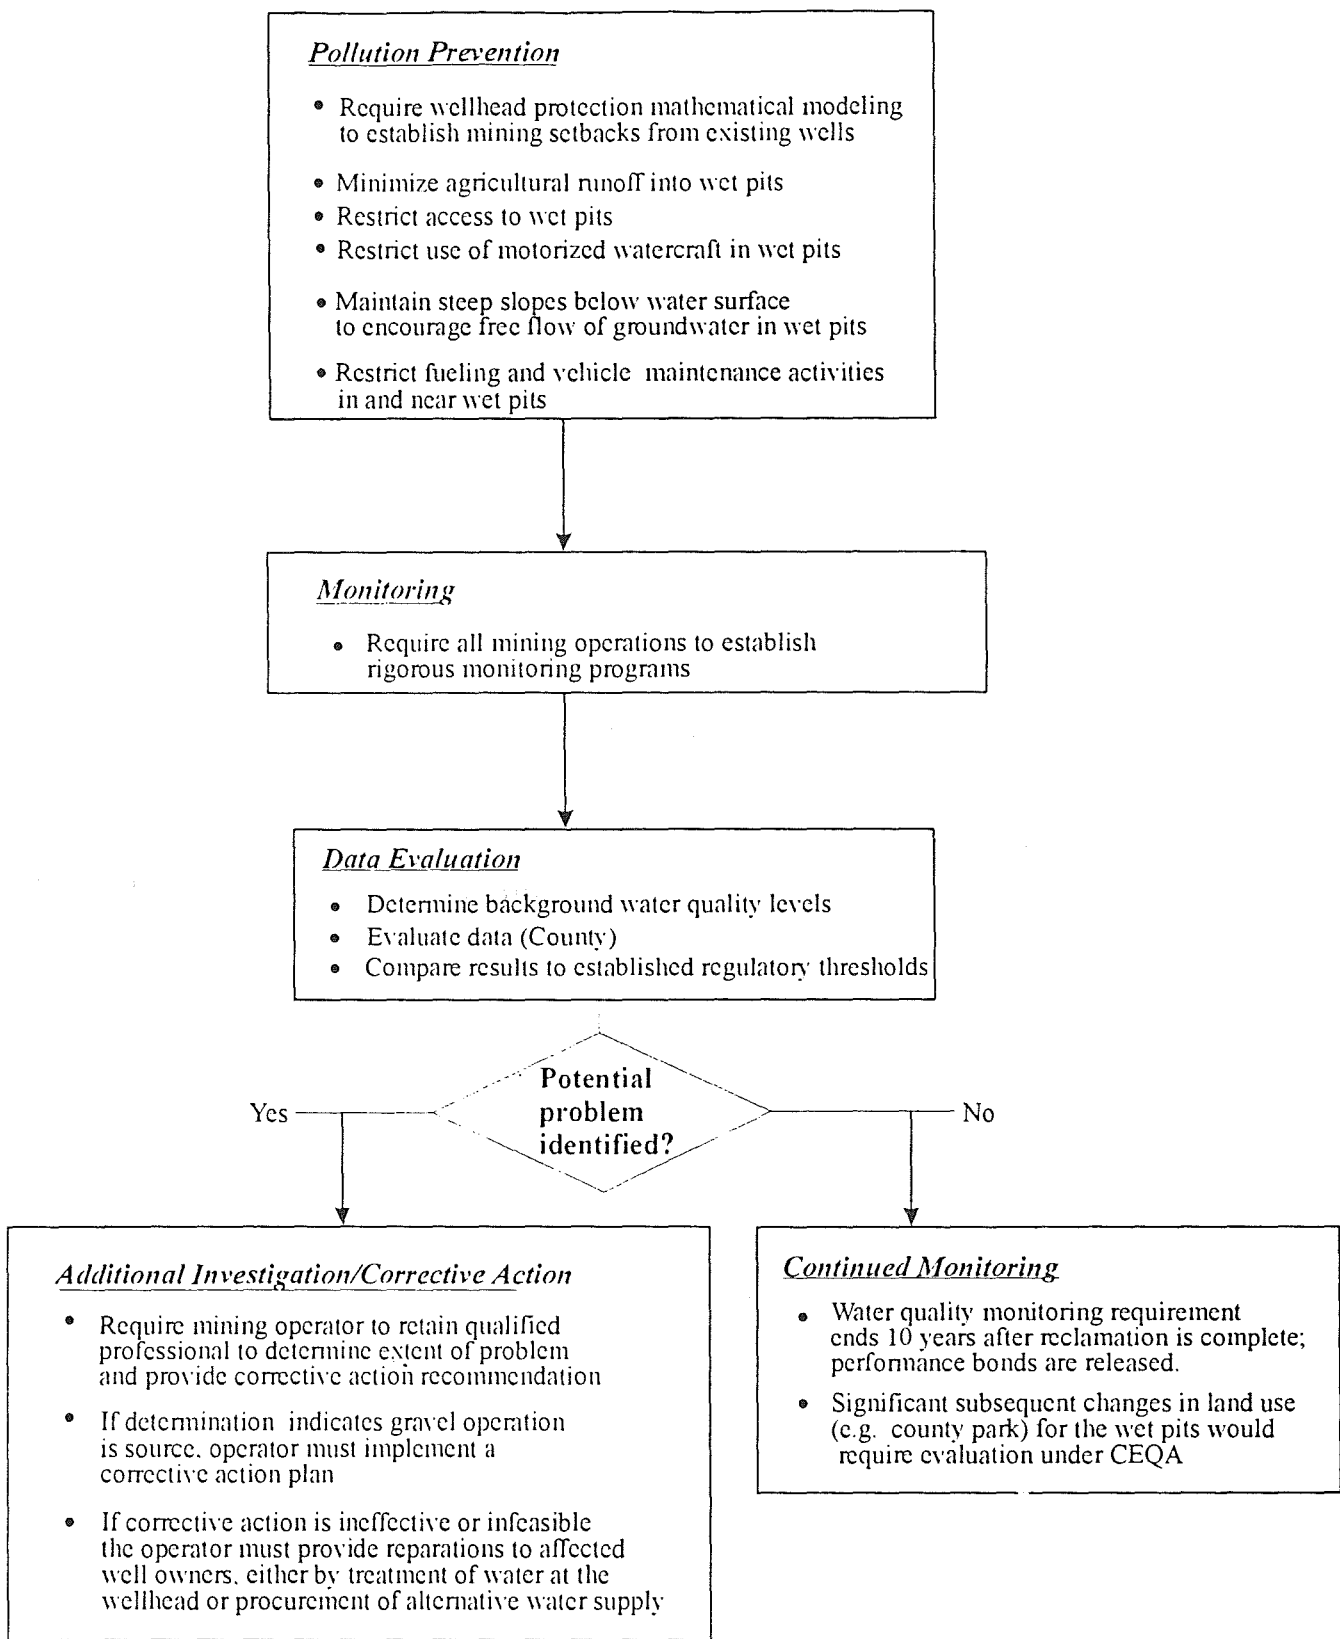 Pollution Prevention
• Require wellhead protection mathematical modeling
to establish mining setbacks from existing wells
• Minimize agricultural runoff into wet pits
• Restrict access to wet pits
• Restrict use of motorized watercraft in wet pits
• Maintain steep slopes below water surface
to encourage free flow of groundwater in wet pits
• Restrict fueling and vehicle maintenance activities
in and near wet pits
Monitoring
• Require all mining operations to establish
rigorous monitoring programs
Data Evaluation
• Determine background water quality levels
• Evaluate data (County)
• Compare results to established regulatory thresholds
Potential
problem
identified?
Yes
No
Additional Investigation/Corrective Action
• Require mining operator to retain qualified
professional to determine extent of problem
and provide corrective action recommendation
• If determination indicates gravel operation
is source, operator must implement a
corrective action plan
• If corrective action is ineffective or infeasible
the operator must provide reparations to affected
well owners, either by treatment of water at the
wellhead or procurement of alternative water supply
Continued Monitoring
• Water quality monitoring requirement
ends 10 years after reclamation is complete;
performance bonds are released.
• Significant subsequent changes in land use
(e.g. county park) for the wet pits would
require evaluation under CEQA